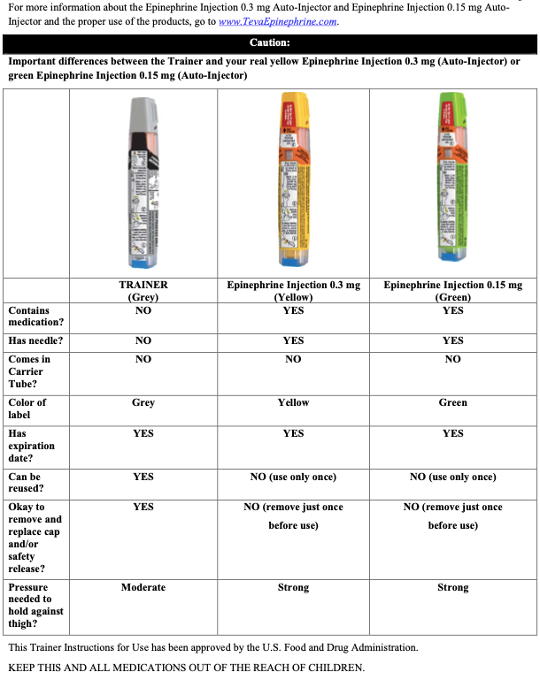 For more information about the Epinephrine Injection 0.3 mg Auto-Injector and Epinephrine Injection 0.15 mg Auto-
Injector and the proper use of the products, go to www.TevaEpinephrine.com.
Caution:
Important differences between the Trainer and your real yellow Epinephrine Injection 0.3 mg (Auto-Injector) or
green Epinephrine Injection 0.15 mg (Auto-Injector)
TRAINER
(Grey)
Epinephrine Injection 0.3 mg
(Yellow)
Epinephrine Injection 0.15 mg
(Green)
Contains
medication?
NO
YES
YES
Has needle?
NO
YES
YES
Comes in
Carrier
Tube?
NO
NO
NO
Color of
label
Grey
Yellow
Green
Has
expiration
date?
YES
YES
YES
Can be
reused?
YES
NO (use only once)
NO (use only once)
Okay to
remove and
replace cap
and/or
safety
release?
YES
NO (remove just once
before use)
NO (remove just once
before use)
Pressure
needed to
hold against
thigh?
Moderate
Strong
Strong
This Trainer Instructions for Use has been approved by the U.S. Food and Drug Administration.
KEEP THIS AND ALL MEDICATIONS OUT OF THE REACH OF CHILDREN.